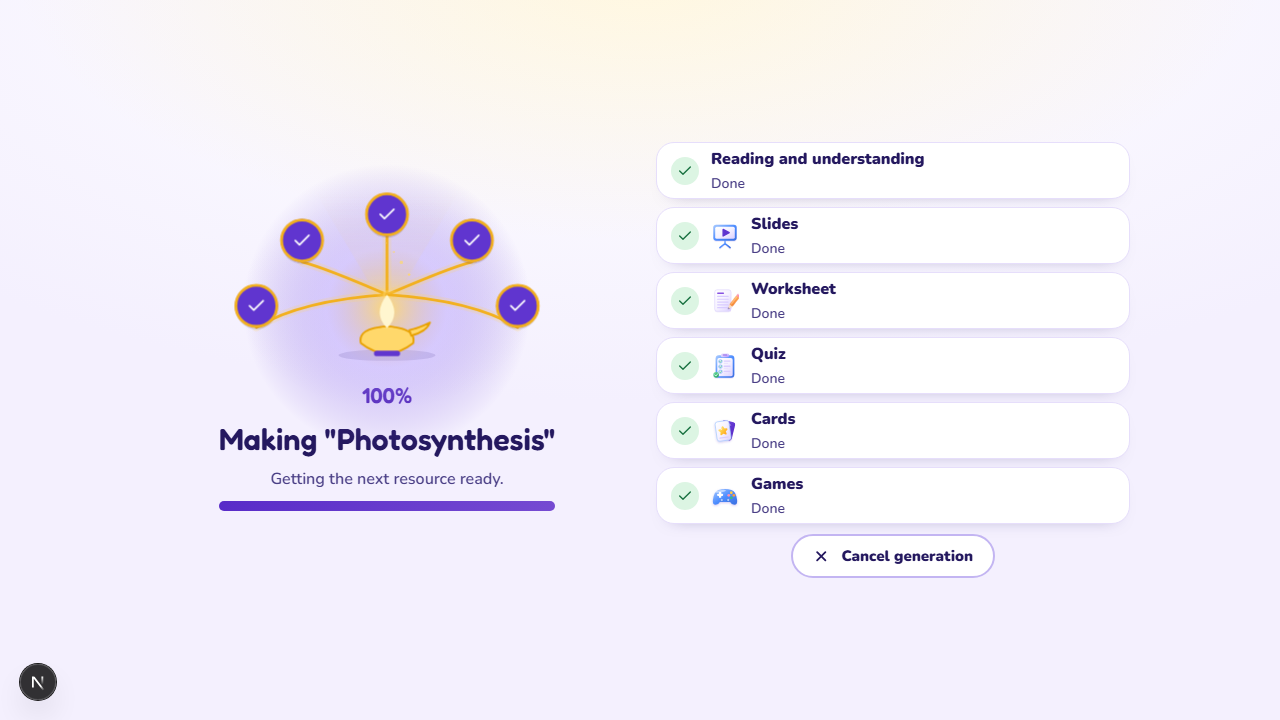 100%
Making "Photosynthesis"
Getting the next resource ready.
Reading and understanding
Done
Slides
Done
Worksheet
Done
Quiz
Done
Cards
Done
Games
Done
Cancel generation
N